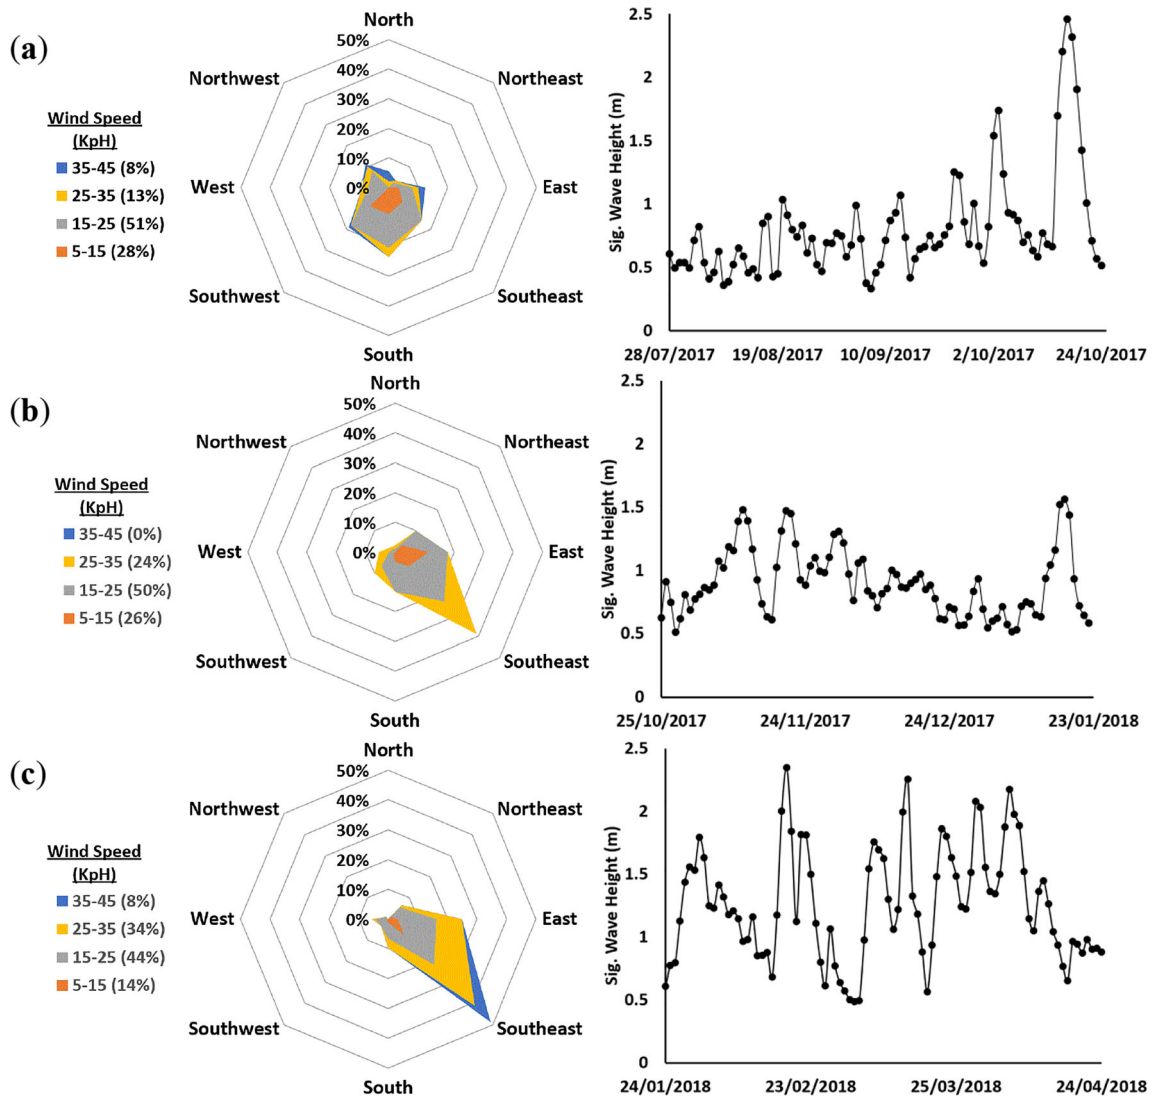 (a)
North
50%
40%
30%
20%
10%
0%
Northwest
Northeast
West
East
Southwest
Southeast
South
Wind Speed
(KpH)
35-45 (8%)
25-35 (13%)
15-25 (51%)
5-15 (28%)
Sig. Wave Height (m)
2.5
2
1.5
1
0.5
0
28/07/2017 19/08/2017 10/09/2017 2/10/2017 24/10/2017
(b)
North
50%
40%
30%
20%
10%
0%
Northwest
Northeast
West
East
Southwest
Southeast
South
Wind Speed
(KpH)
35-45 (0%)
25-35 (24%)
15-25 (50%)
5-15 (26%)
Sig. Wave Height (m)
2.5
2
1.5
1
0.5
0
25/10/2017 24/11/2017 24/12/2017 23/01/2018
(c)
North
50%
40%
30%
20%
10%
0%
Northwest
Northeast
West
East
Southwest
Southeast
South
Wind Speed
(KpH)
35-45 (8%)
25-35 (34%)
15-25 (44%)
5-15 (14%)
Sig. Wave Height (m)
2.5
2
1.5
1
0.5
0
24/01/2018 23/02/2018 25/03/2018 24/04/2018